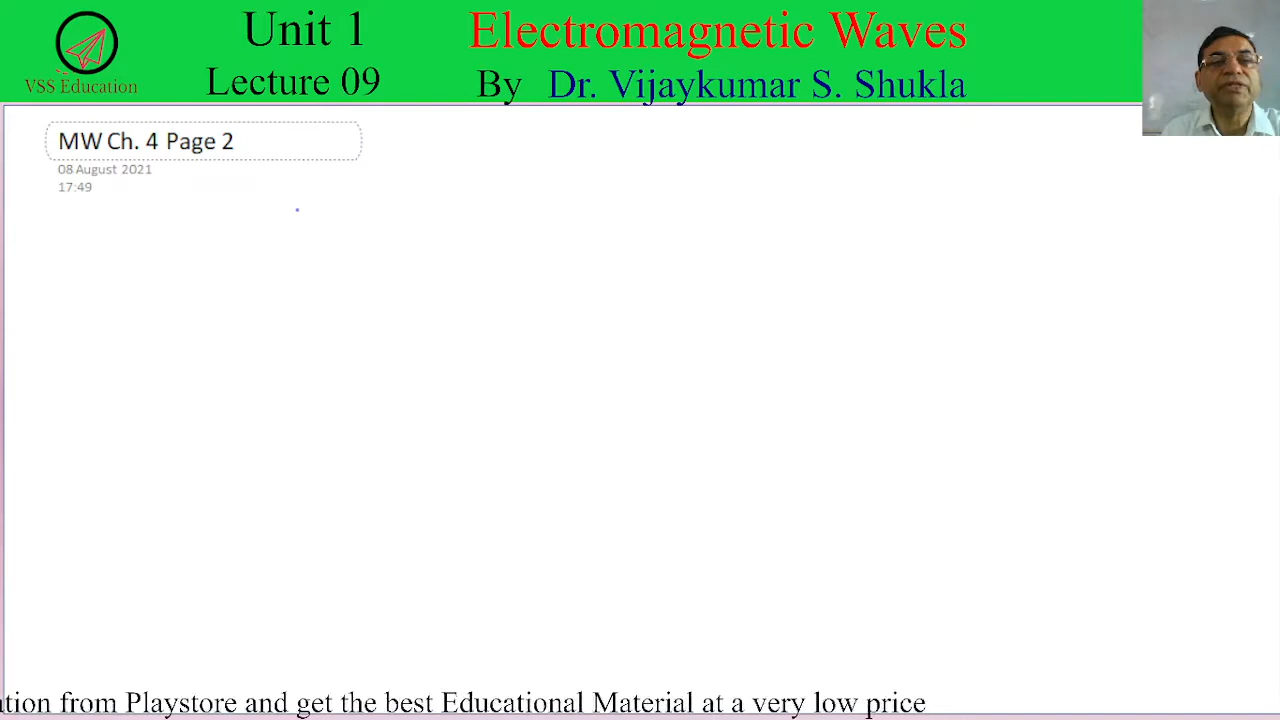 Unit 1
Electromagnetic Waves
VSS Education
Lecture 09
By Dr. Vijaykumar S. Shukla
MW Ch. 4 Page 2
08 August 2021
17:49
from Playstore and get the best Educational Material at a very low price